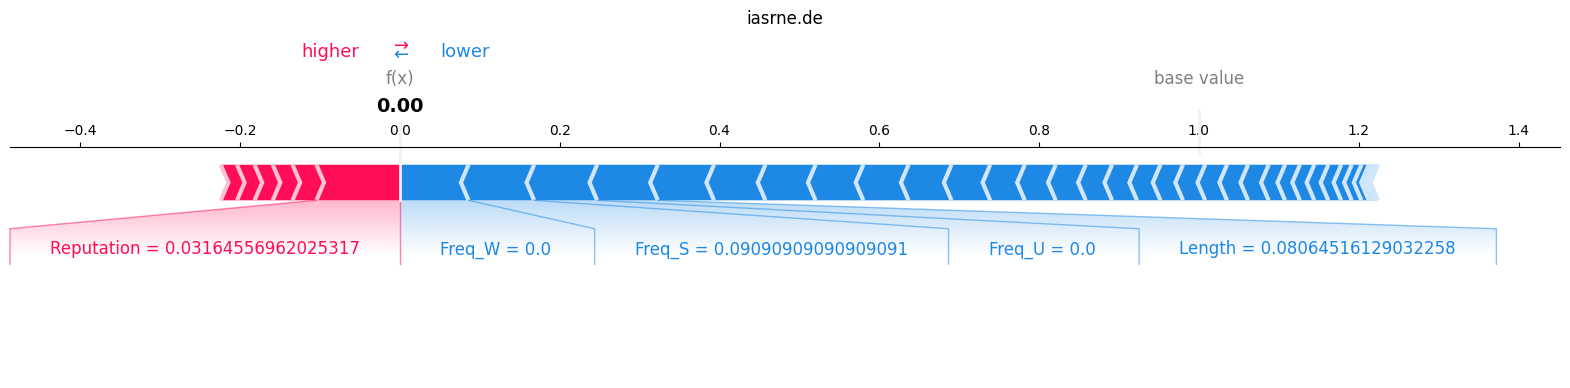 iasrne.de
higher ⇄ lower
f(x) base value
0.00
−0.4 −0.2 0.0 0.2 0.4 0.6 0.8 1.0 1.2 1.4
Reputation = 0.03164556962025317 Freq_W = 0.0 Freq_S = 0.09090909090909091 Freq_U = 0.0 Length = 0.08064516129032258